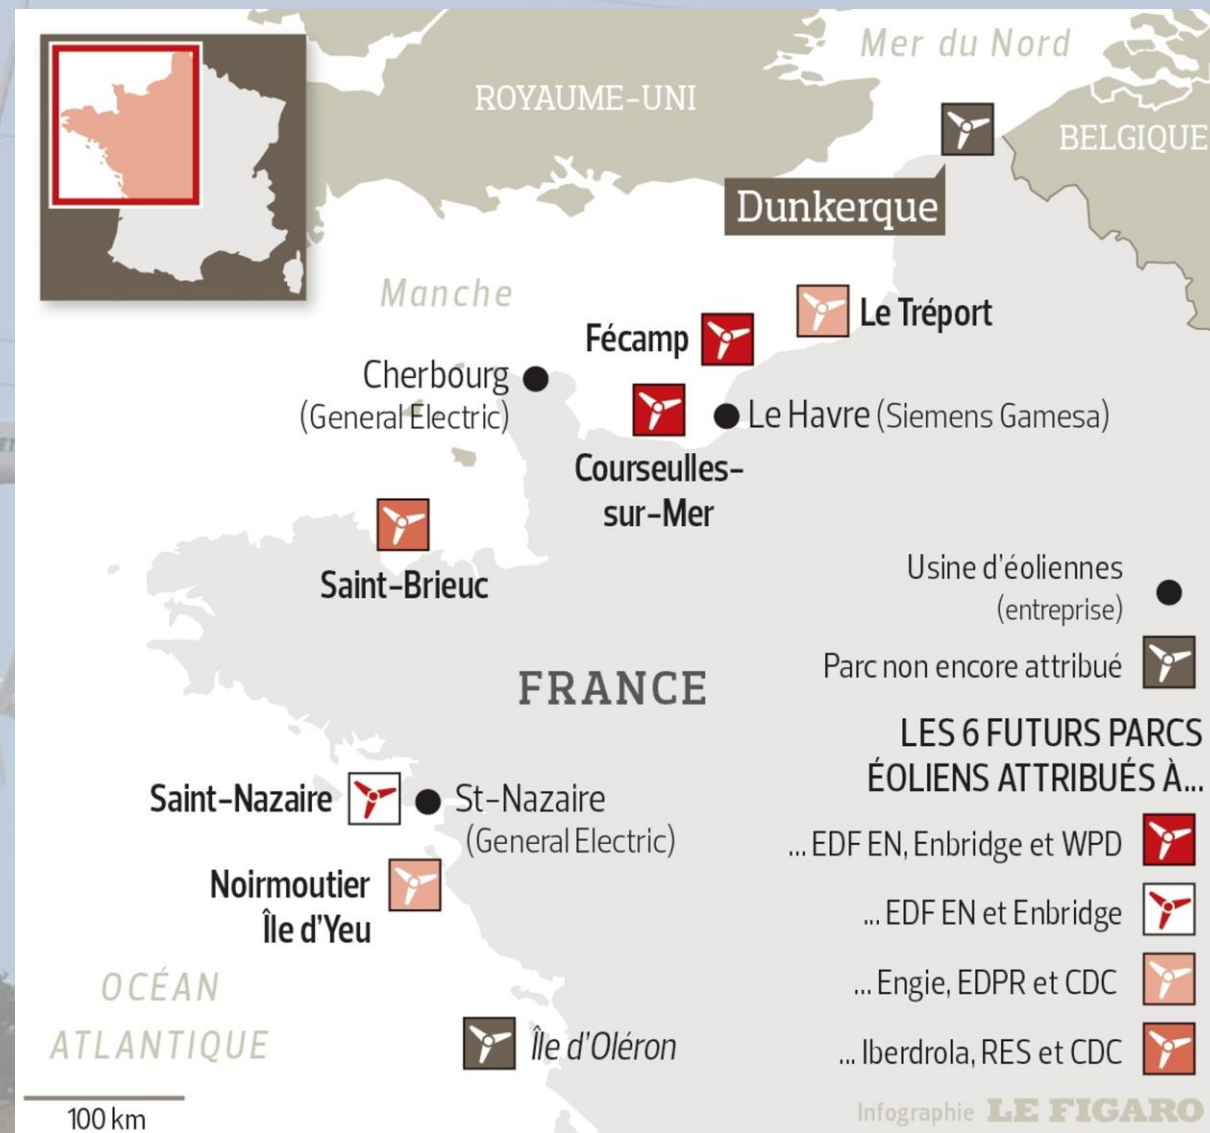 Mer du Nord
ROYAUME-UNI
BELGIQUE
Dunkerque
Manche
Le Tréport
Fécamp
Cherbourg
(General Electric)
Le Havre (Siemens Gamesa)
Courseulles-
sur-Mer
Saint-Brieuc
Usine d'éoliennes
(entreprise)
Parc non encore attribué
FRANCE
LES 6 FUTURS PARCS
ÉOLIENS ATTRIBUÉS À...
Saint-Nazaire
St-Nazaire
(General Electric)
... EDF EN, Enbridge et WPD
Noirmoutier
Île d'Yeu
... EDF EN et Enbridge
... Engie, EDPR et CDC
OCÉAN
ATLANTIQUE
Île d'Oléron
... Iberdrola, RES et CDC
100 km
Infographie LE FIGARO